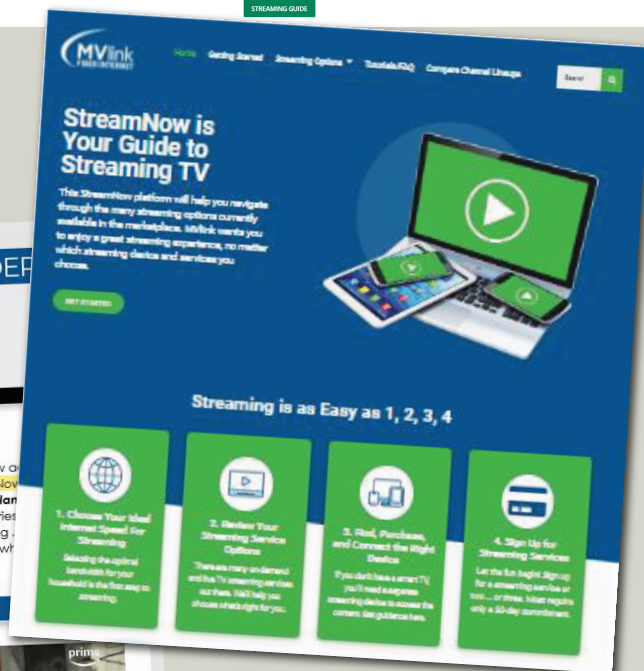 STREAMING GUIDE
MVlink
FIBER INTERNET
Home Getting Started Streaming Options Tutorials/FAQ Compare Channel Lineups
Search
StreamNow is
Your Guide to
Streaming TV
This StreamNow platform will help you navigate
through the many streaming options currently
available in the marketplace. MVlink wants you
to enjoy a great streaming experience, no matter
which streaming device and services you
choose.
GET STARTED
Streaming is as Easy as 1, 2, 3, 4
1. Choose Your Ideal
Internet Speed For
Streaming
Selecting the optimal
bandwidth for your
household is the first step to
streaming.
2. Review Your
Streaming Service
Options
There are many on-demand
and live TV streaming services
out there. We'll help you
choose what's right for you.
3. Find, Purchase,
and Connect the Right
Device
If you don't have a smart TV,
you'll need a separate
streaming device to access the
content. Get guidance here.
4. Sign Up for
Streaming Services
Let the fun begin! Sign up
for a streaming service or
two ... or three. Most require
only a 30-day commitment.
prime